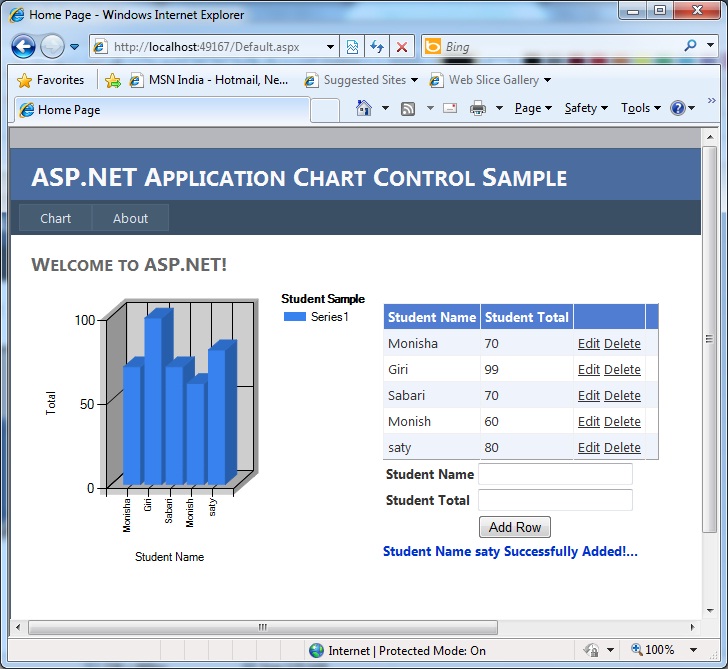 Home Page - Windows Internet Explorer
http://localhost:49167/Default.aspx
Bing
Favorites
MSN India - Hotmail, Ne...
Suggested Sites
Web Slice Gallery
Home Page
Page
Safety
Tools
»
ASP.NET APPLICATION CHART CONTROL SAMPLE
Chart
About
WELCOME TO ASP.NET!
Student Sample
Series1
100
50
0
Total
Monisha
Giri
Sabari
Monish
saty
Student Name
Student Name Student Total
Monisha 70 Edit Delete
Giri 99 Edit Delete
Sabari 70 Edit Delete
Monish 60 Edit Delete
saty 80 Edit Delete
Student Name
Student Total
Add Row
Student Name saty Successfully Added!...
Internet | Protected Mode: On
100%